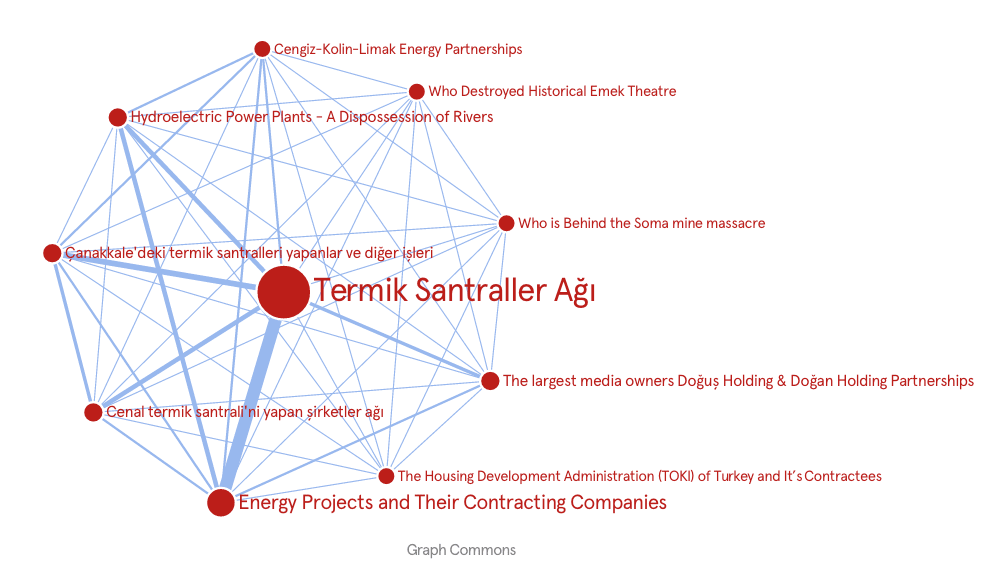 Cengiz-Kolin-Limak Energy Partnerships
Who Destroyed Historical Emek Theatre
Hydroelectric Power Plants - A Dispossession of Rivers
Who is Behind the Soma mine massacre
Çanakkale'deki termik santralleri yapanlar ve diğer işleri
Termik Santraller Ağı
The largest media owners Doğuş Holding & Doğan Holding Partnerships
Cenal termik santrali'ni yapan şirketler ağı
The Housing Development Administration (TOKI) of Turkey and It's Contractees
Energy Projects and Their Contracting Companies
Graph Commons